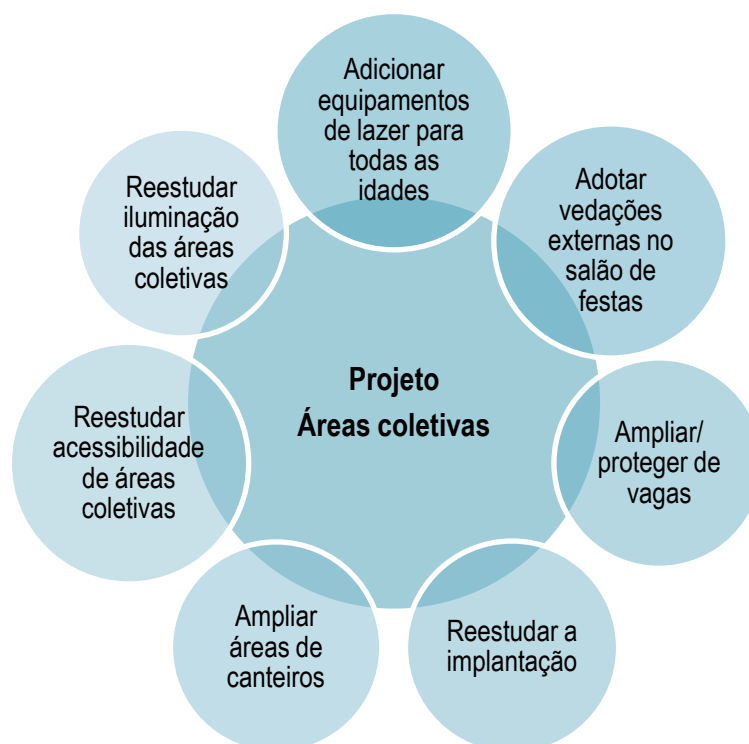 Adicionar
equipamentos
de lazer para
todas as
idades
Adotar
vedações
externas no
salão de
festas
Ampliar/
proteger de
vagas
Reestudar a
implantação
Ampliar
áreas de
canteiros
Reestudar
acessibilidade
de áreas
coletivas
Reestudar
iluminação
das áreas
coletivas
Projeto
Áreas coletivas